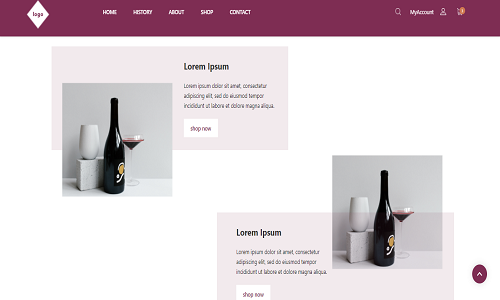 logo
HOME HISTORY ABOUT SHOP CONTACT MyAccount
Lorem Ipsum
Lorem ipsum dolor sit amet, consectetur
adipiscing elit, sed do eiusmod tempor
incididunt ut labore et dolore magna aliqua.
shop now
Lorem Ipsum
Lorem ipsum dolor sit amet, consectetur
adipiscing elit, sed do eiusmod tempor
incididunt ut labore et dolore magna aliqua.
shop now